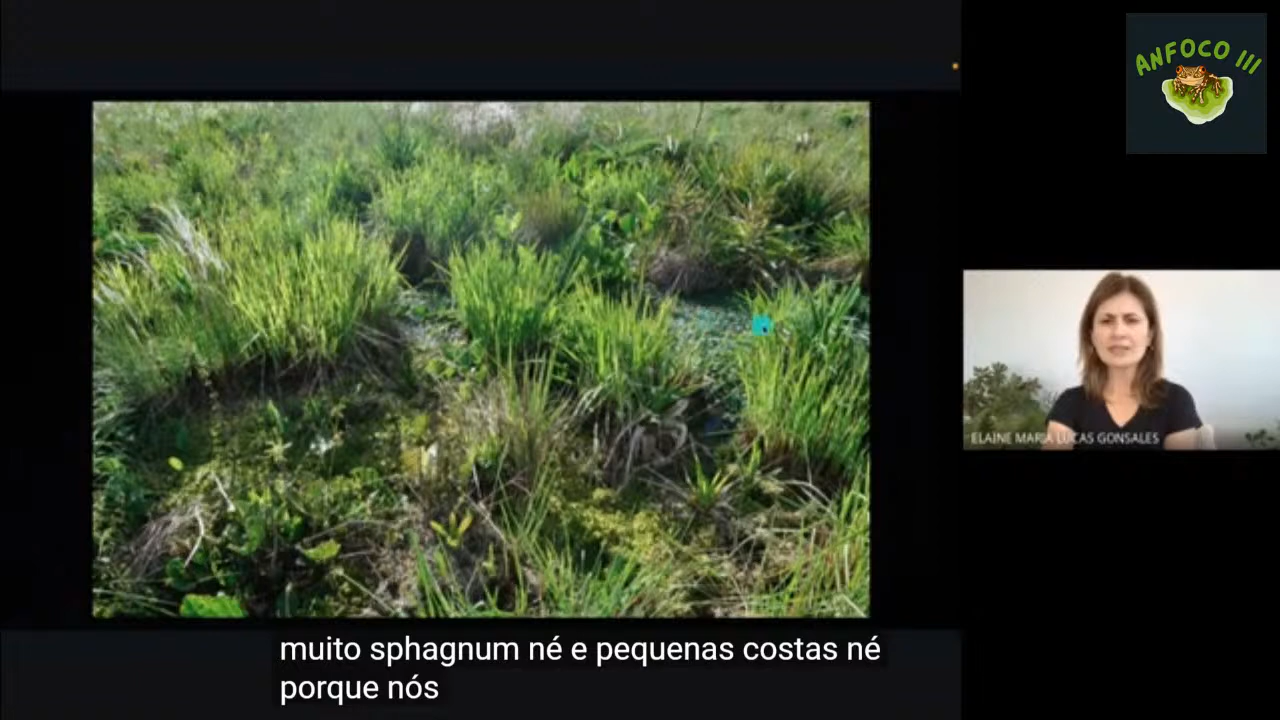 ANFOCO III
ELAINE MARIA LUCAS GONSALES
muito sphagnum né e pequenas costas né
porque nós